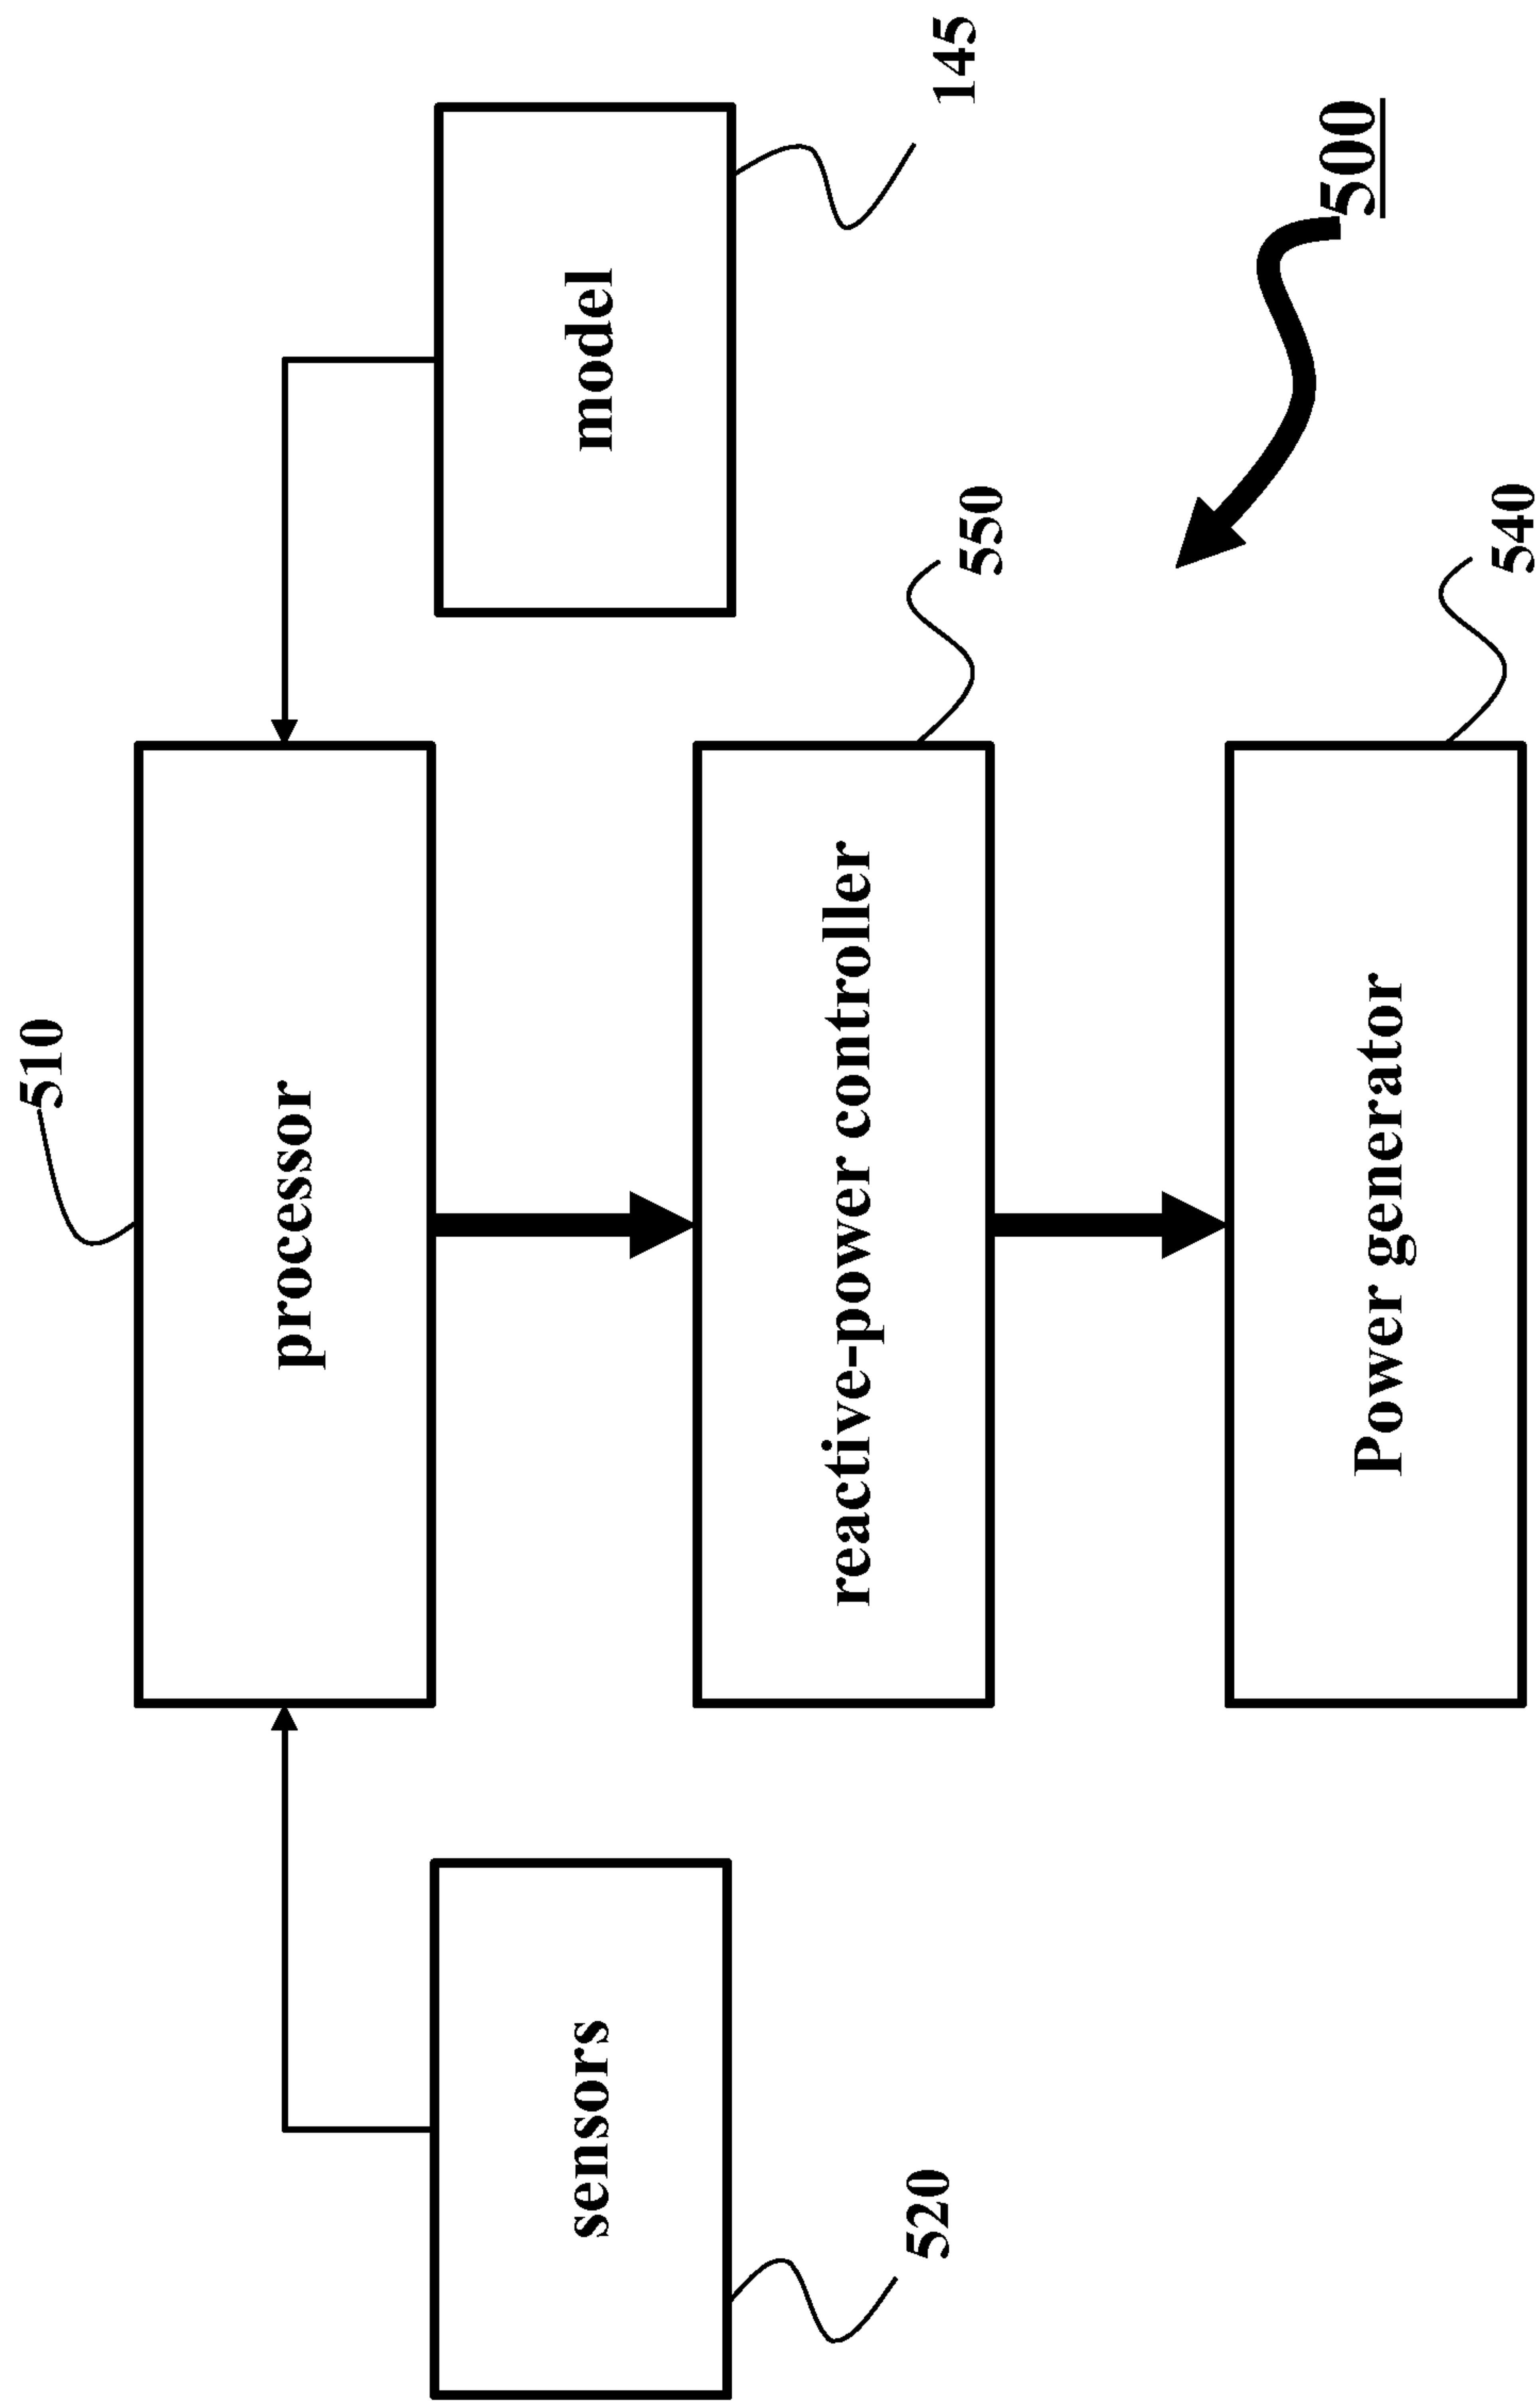 510
processor
sensors
model
520
145
reactive-power controller
550
500
Power generator
540